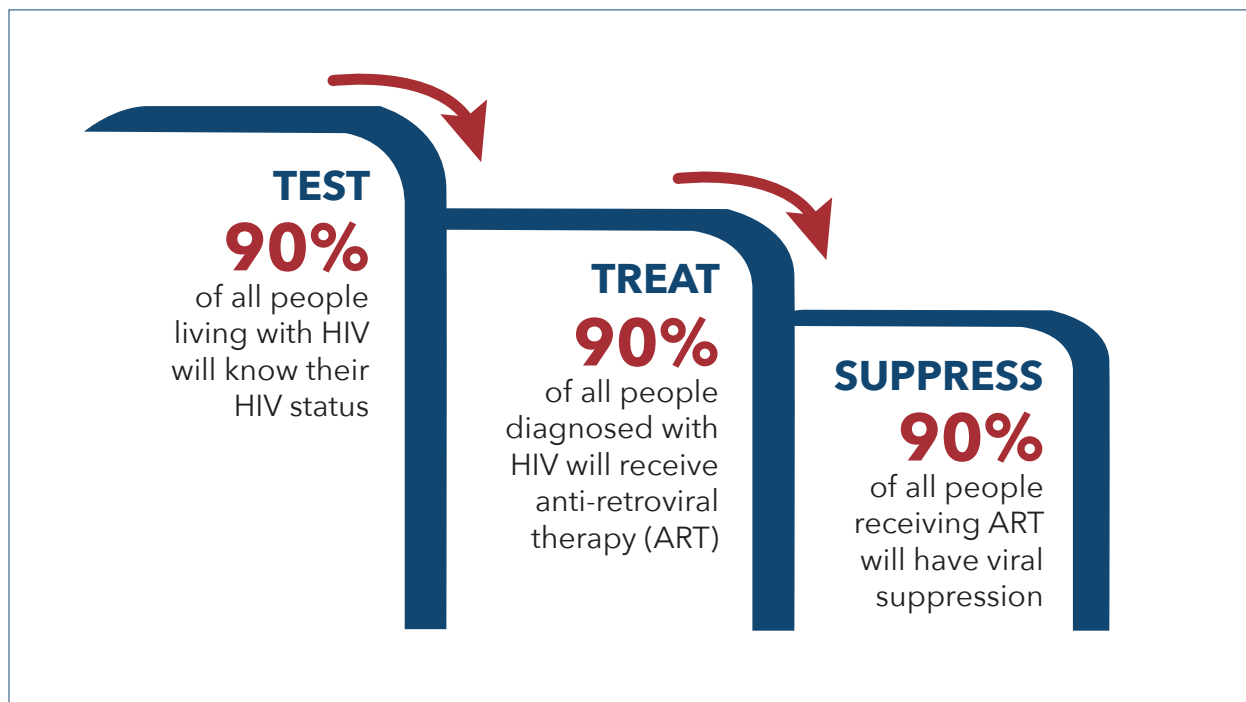 TEST
90%
of all people
living with HIV
will know their
HIV status
TREAT
90%
of all people
diagnosed with
HIV will receive
anti-retroviral
therapy (ART)
SUPPRESS
90%
of all people
receiving ART
will have viral
suppression